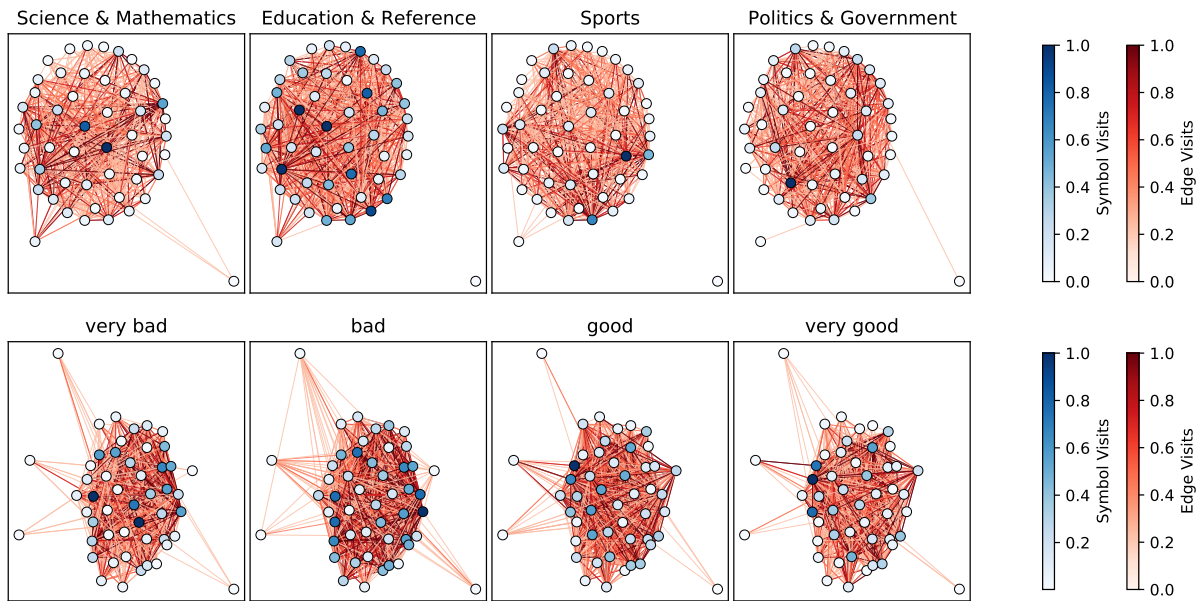 Science & Mathematics
Education & Reference
Sports
Politics & Government
1.0
0.8
0.6
0.4
0.2
0.0
Symbol Visits
1.0
0.8
0.6
0.4
0.2
0.0
Edge Visits
very bad
bad
good
very good
1.0
0.8
0.6
0.4
0.2
Symbol Visits
1.0
0.8
0.6
0.4
0.2
0.0
Edge Visits